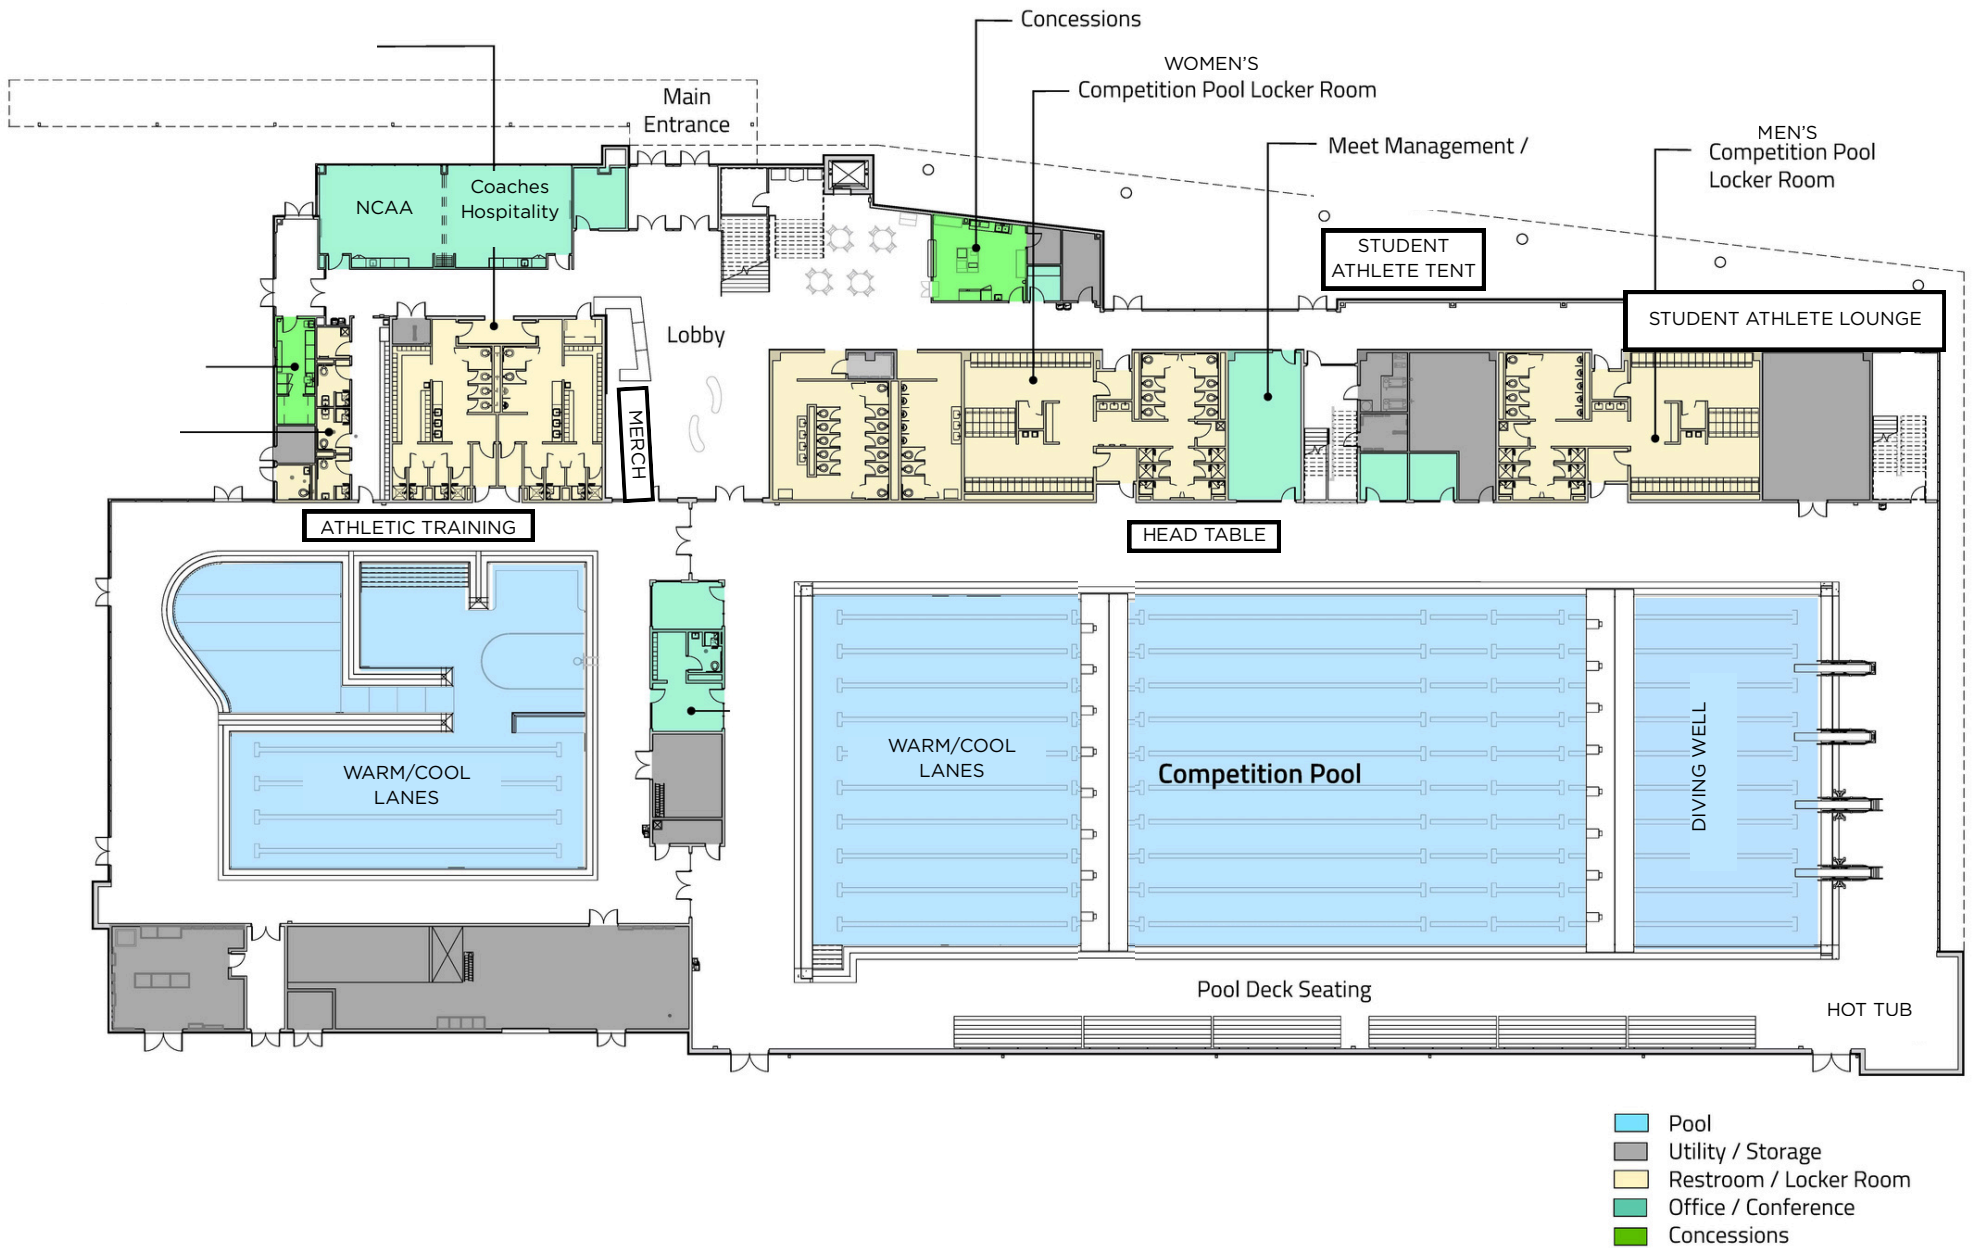 Concessions
WOMEN'S
Competition Pool Locker Room
Main
Entrance
Meet Management /
MEN'S
Competition Pool
Locker Room
NCAA
Coaches
Hospitality
STUDENT
ATHLETE TENT
STUDENT ATHLETE LOUNGE
Lobby
MERCH
ATHLETIC TRAINING
HEAD TABLE
WARM/COOL
LANES
WARM/COOL
LANES
Competition Pool
DIVING WELL
Pool Deck Seating
HOT TUB
Pool
Utility / Storage
Restroom / Locker Room
Office / Conference
Concessions